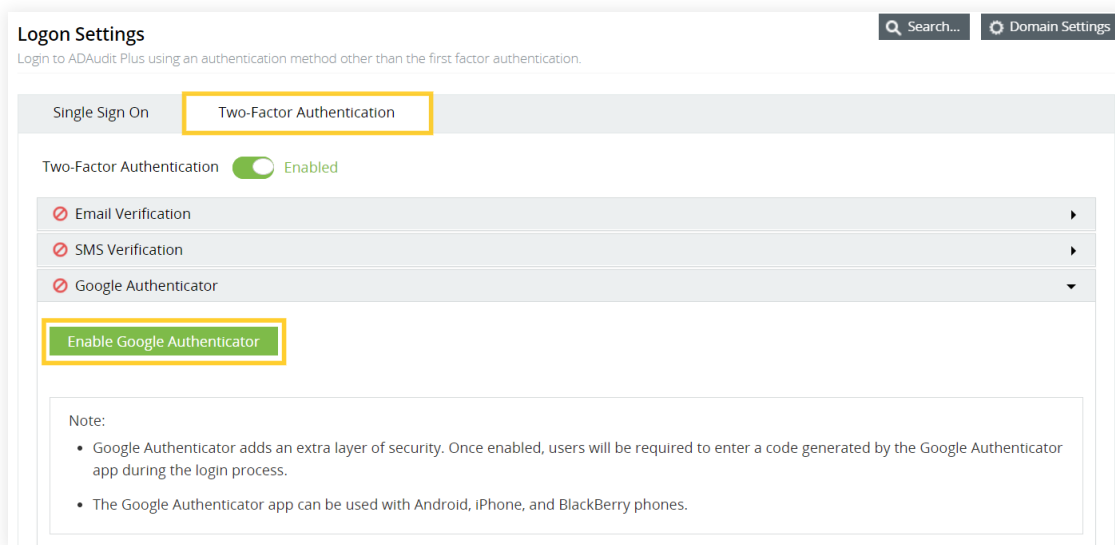 Logon Settings
Search...
Domain Settings
Login to ADAudit Plus using an authentication method other than the first factor authentication.
Single Sign On
Two-Factor Authentication
Two-Factor Authentication
Enabled
Email Verification
SMS Verification
Google Authenticator
Enable Google Authenticator
Note:
• Google Authenticator adds an extra layer of security. Once enabled, users will be required to enter a code generated by the Google Authenticator
app during the login process.
• The Google Authenticator app can be used with Android, iPhone, and BlackBerry phones.